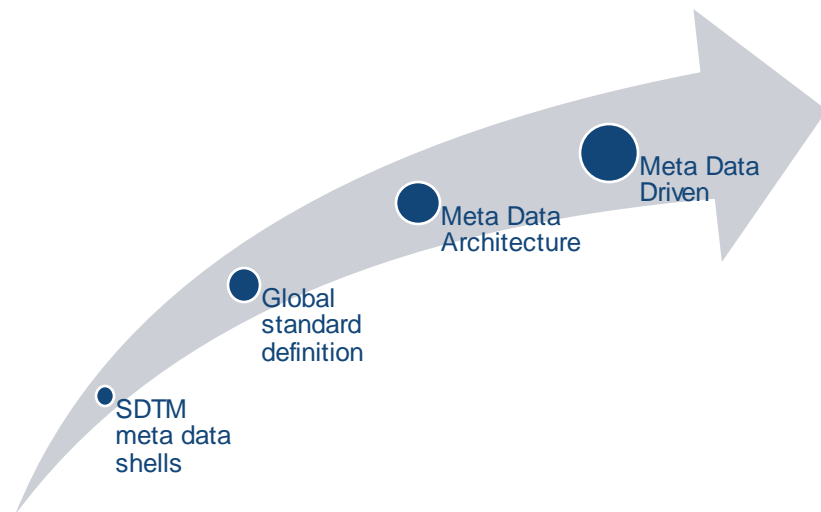 SDTM
meta data
shells
Global
standard
definition
Meta Data
Architecture
Meta Data
Driven